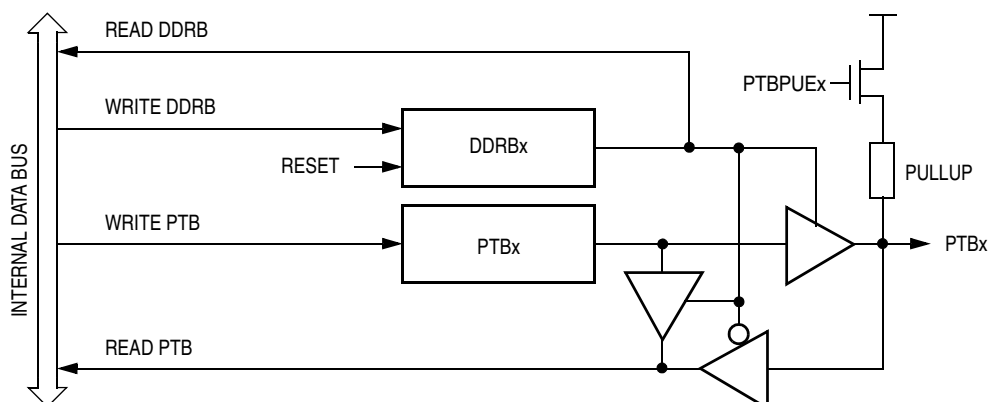 READ DDRB
PTBPUEx
WRITE DDRB
DDRBx
RESET
PULLUP
INTERNAL DATA BUS
WRITE PTB
PTBx
PTBx
READ PTB